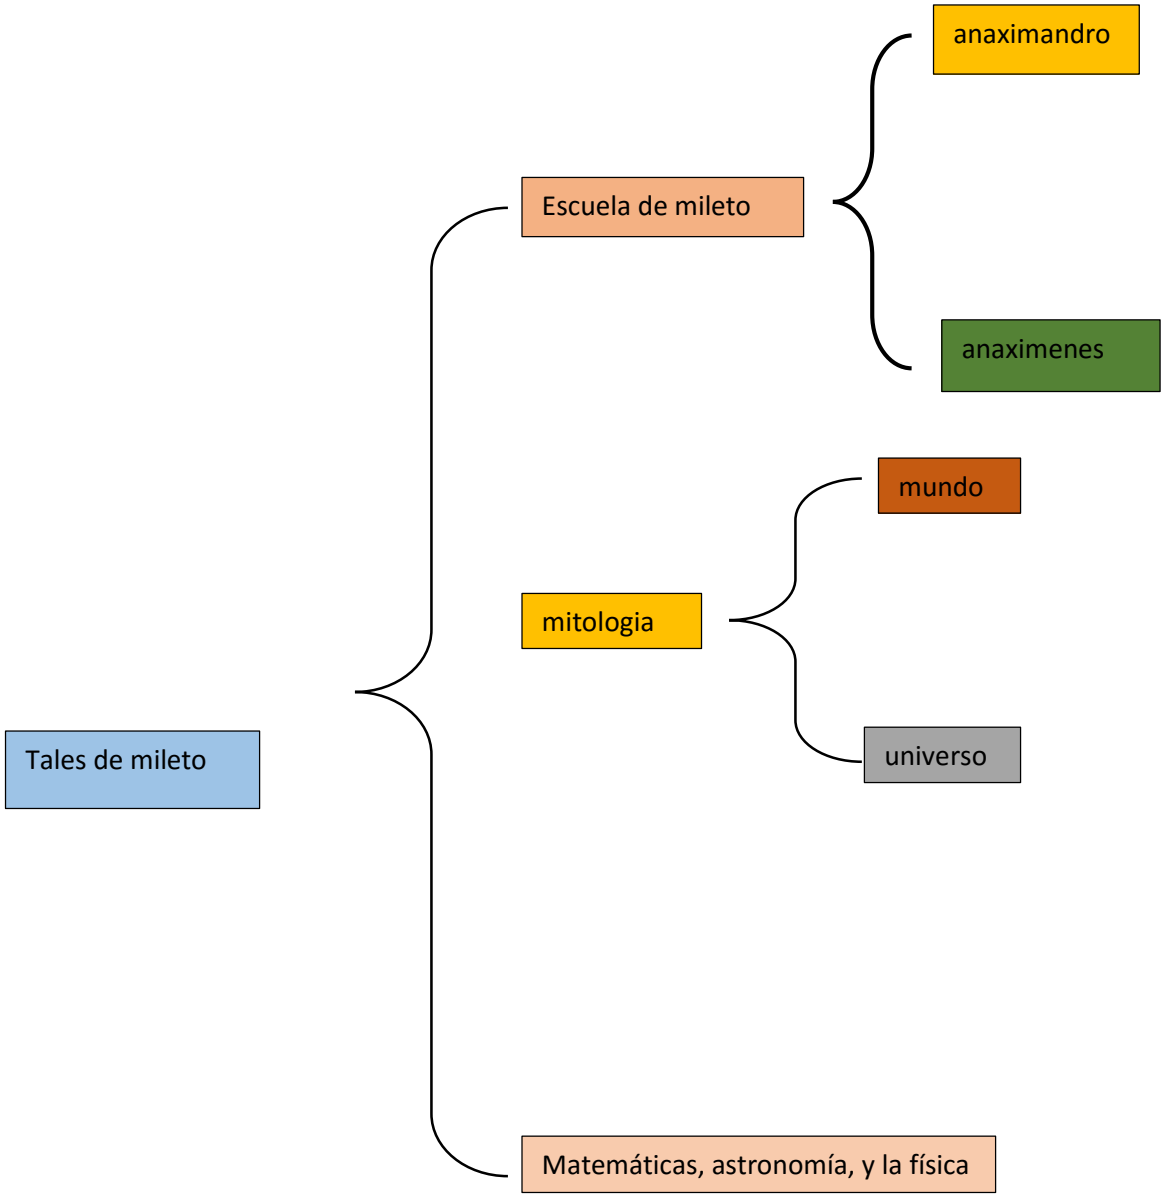 anaximandro
Escuela de mileto
anaximenes
mundo
mitologia
universo
Tales de mileto
Matemáticas, astronomía, y la física